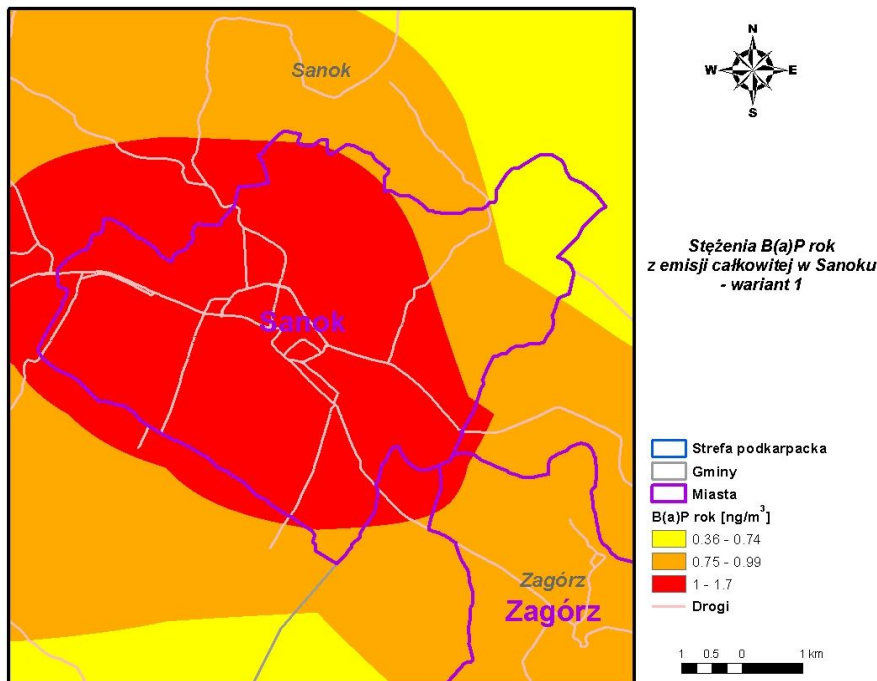 Sanok
Sanok
Zagórz
Zagórz
N
W E
S
Stężenia B(a)P rok
z emisji całkowitej w Sanoku
- wariant 1
Strefa podkarpacka
Gminy
Miasta
B(a)P rok [ng/m³]
0.36 - 0.74
0.75 - 0.99
1 - 1.7
Drogi
1 0.5 0 1 km